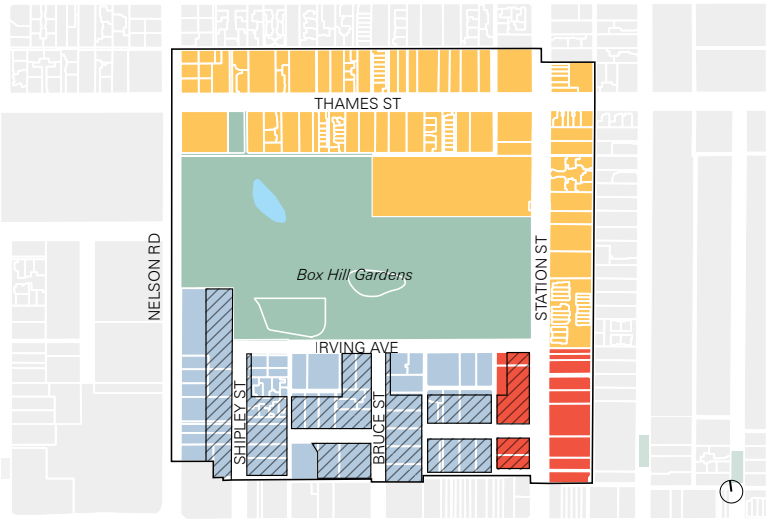 THAMES ST
NELSON RD
STATION ST
Box Hill Gardens
IRVING AVE
SHIPLEY ST
BRUCE ST